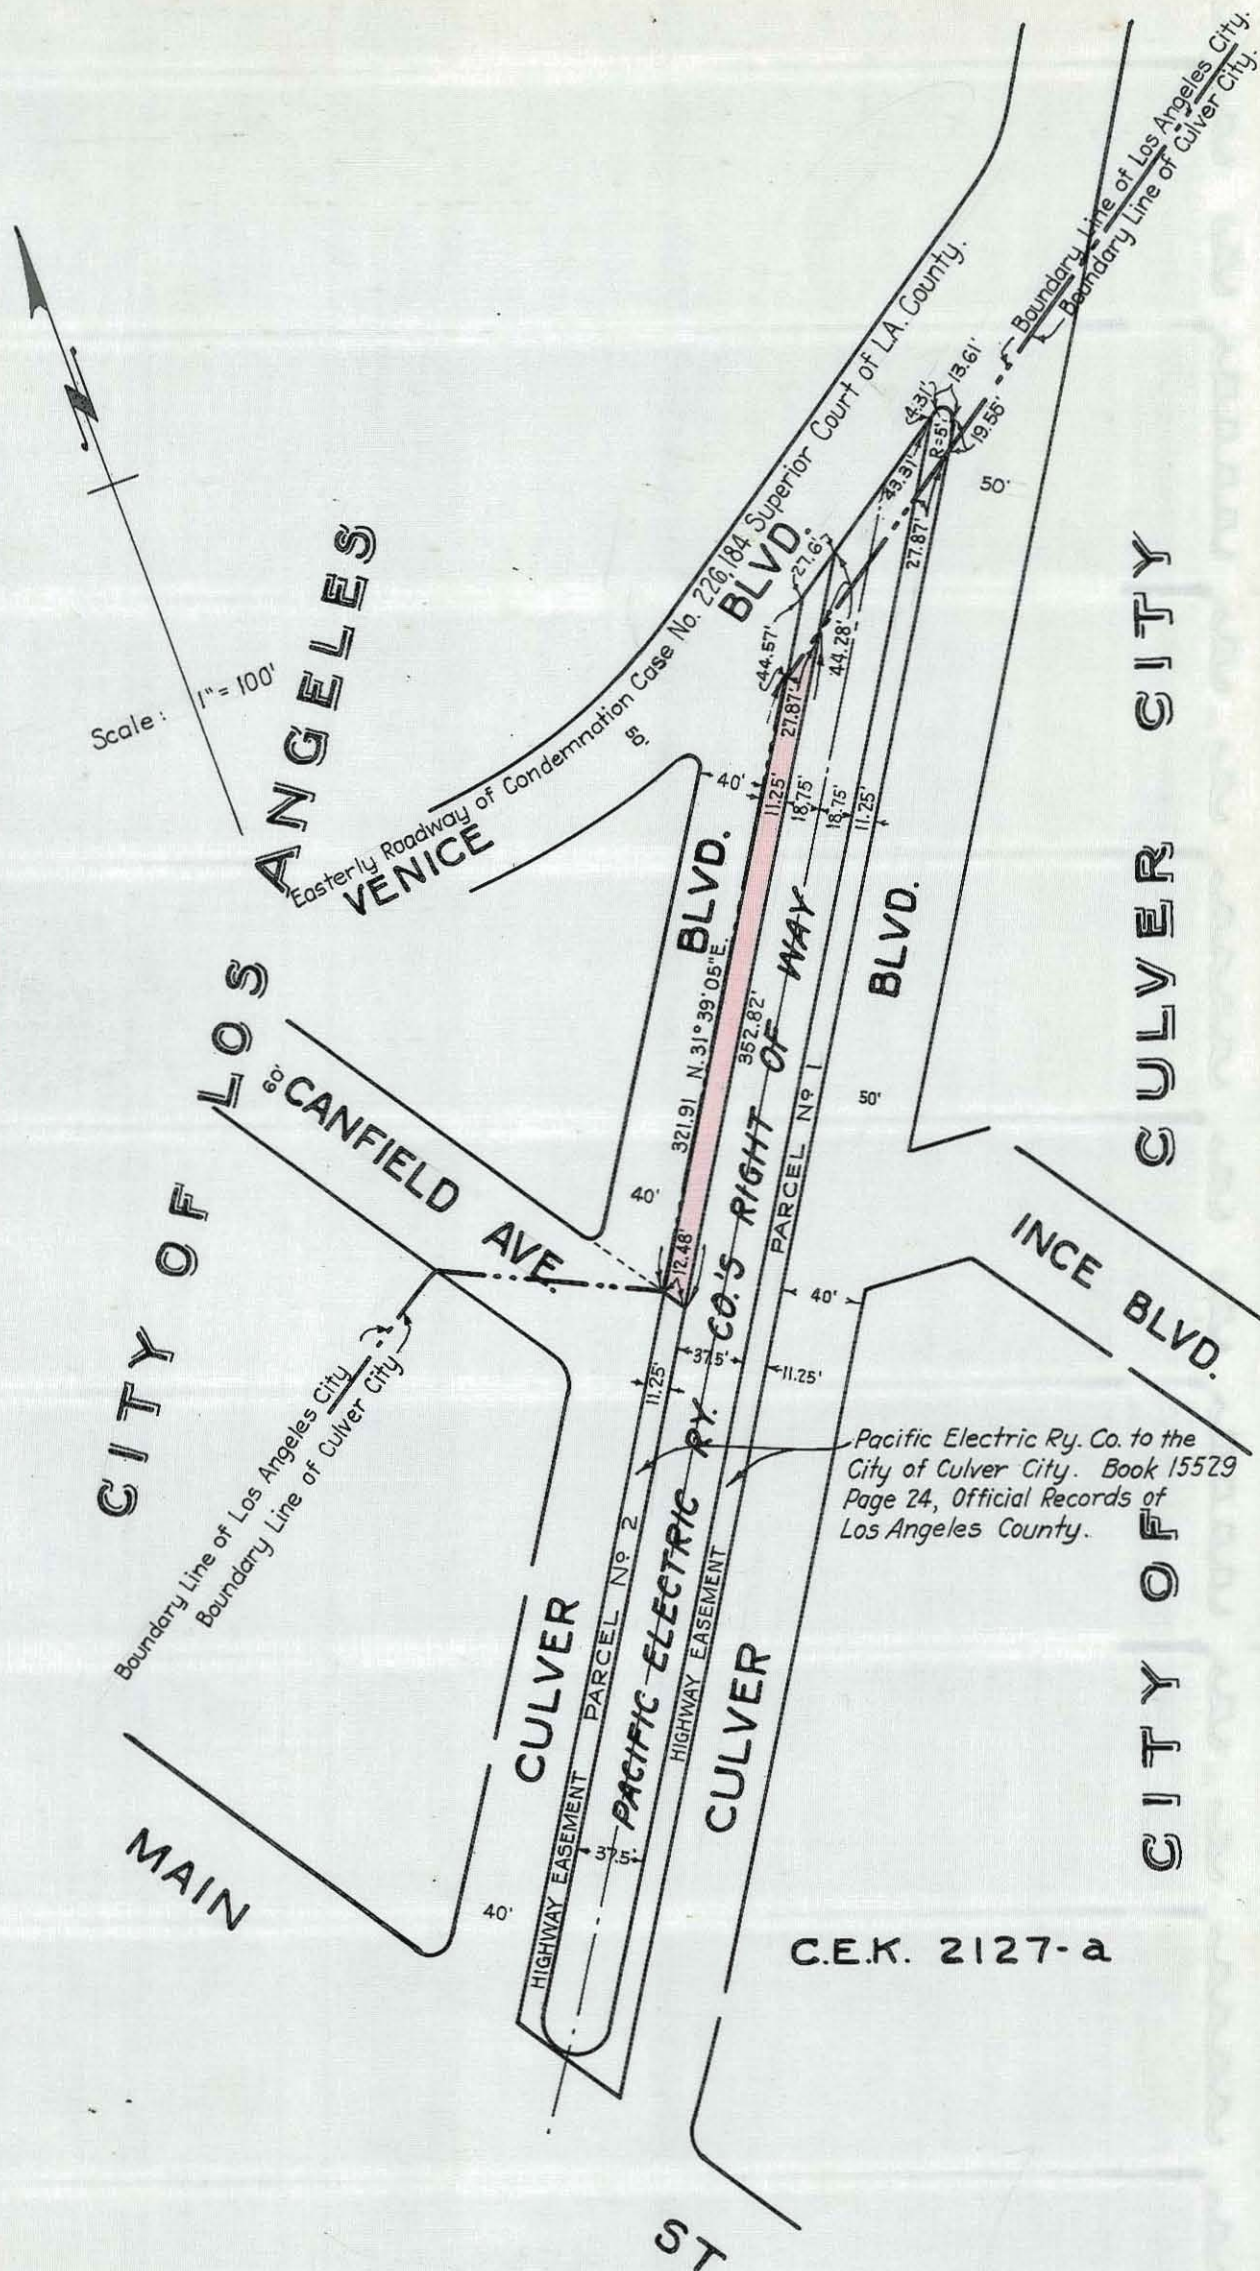 Boundary Line of Los Angeles City.
Boundary Line of Culver City.
Easterly Roadway of Condemnation Case No. 226,184 Superior Court of L.A. County.
VENICE
BLVD.
50'
Scale: 1" = 100'
CITY OF LOS ANGELES
CITY OF CULVER CITY
4.31'
13.61'
R=5'
19.56'
43.31'
27.87'
50'
27.6'
44.57'
44.28'
27.87'
40'
11.25'
18.75'
18.75'
11.25'
BLVD.
BLVD.
321.91
N. 31° 39' 05" E.
352.82'
PARCEL Nº 1
50'
60'
CANFIELD AVE.
40'
12.48'
40'
INCE BLVD.
37.5'
11.25'
11.25'
Boundary Line of Los Angeles City
Boundary Line of Culver City
Pacific Electric Ry. Co. to the
City of Culver City. Book 15529
Page 24, Official Records of
Los Angeles County.
PACIFIC ELECTRIC RY. CO.'S RIGHT OF WAY
HIGHWAY EASEMENT PARCEL Nº 2
HIGHWAY EASEMENT
CULVER
CULVER
37.5
40'
MAIN
ST
C.E.K. 2127-a